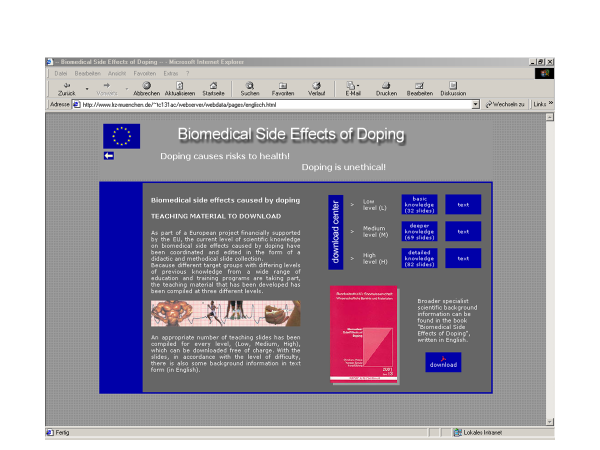 - Biomedical Side Effects of Doping - - Microsoft Internet Explorer
Datei Bearbeiten Ansicht Favoriten Extras ?
Zurück Vorwärts Abbrechen Aktualisieren Startseite Suchen Favoriten Verlauf E-Mail Drucken Bearbeiten Diskussion
Adresse Wechseln zu Links »
Biomedical Side Effects of Doping
Doping causes risks to health!
Doping is unethical!
Biomedical side effects caused by doping
TEACHING MATERIAL TO DOWNLOAD
As part of a European project financially supported
by the EU, the current level of scientific knowledge
on biomedical side effects caused by doping have
been coordinated and edited in the form of a
didactic and methodical slide collection.
Because different target groups with differing levels
of previous knowledge from a wide range of
education and training programs are taking part,
the teaching material that has been developed has
been compiled at three different levels.
An appropriate number of teaching slides has been
compiled for every level, (Low, Medium, High),
which can be downloaded free of charge. With the
slides, in accordance with the level of difficulty,
there is also some background information in text
form (in English).
download center
> Low
level (L)
basic
knowledge
(32 slides)
text
> Medium
level (M)
deeper
knowledge
(69 slides)
text
> High
level (H)
detailed
knowledge
(82 slides)
text
Biomedical
Side Effects of
Doping
2001
Broader specialist
scientific background
information can be
found in the book
"Biomedical Side
Effects of Doping",
written in English.
download
Fertig
Lokales Intranet